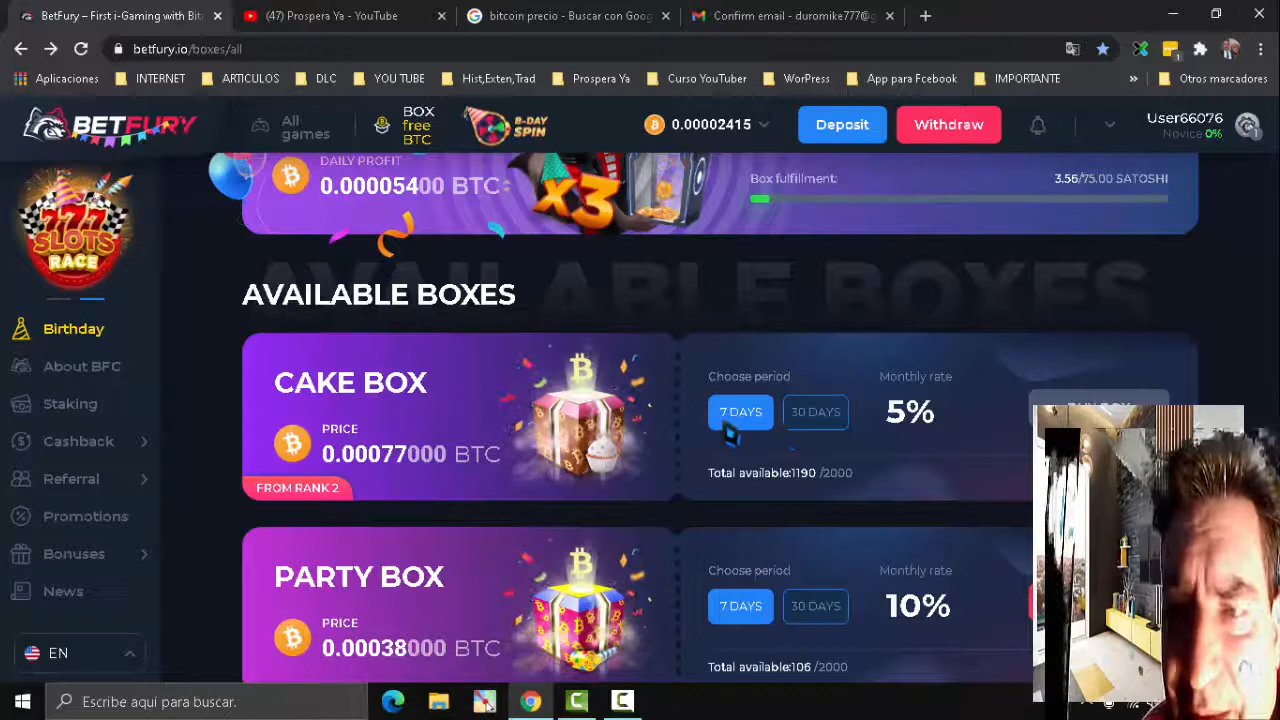 BetFury – First i-Gaming with Bit
(47) Prospera Ya - YouTube
bitcoin precio - Buscar con Goog
Confirm email - duromike777@g
betfury.io/boxes/all
Aplicaciones
INTERNET
ARTICULOS
DLC
YOU TUBE
Hist,Exten,Trad
Prospera Ya
Curso YouTuber
WorPress
App para Fcebook
IMPORTANTE
»
Otros marcadores
BETFURY
All games
BOX
free
BTC
B-DAY
SPIN
0.00002415
Deposit
Withdraw
User66076
Novice 0%
DAILY PROFIT
0.00005400 BTC
X3
Box fulfillment:
3.56/75.00 SATOSHI
777
SLOTS
RACE
AVAILABLE BOXES
AVAILABLE BOXES
Birthday
About BFC
Staking
Cashback
Referral
Promotions
Bonuses
News
EN
CAKE BOX
PRICE
0.00077000 BTC
FROM RANK 2
Choose period
7 DAYS
30 DAYS
Monthly rate
5%
Total available:1190 /2000
PARTY BOX
PRICE
0.00038000 BTC
Choose period
7 DAYS
30 DAYS
Monthly rate
10%
Total available:106 /2000
Escribe aquí para buscar.